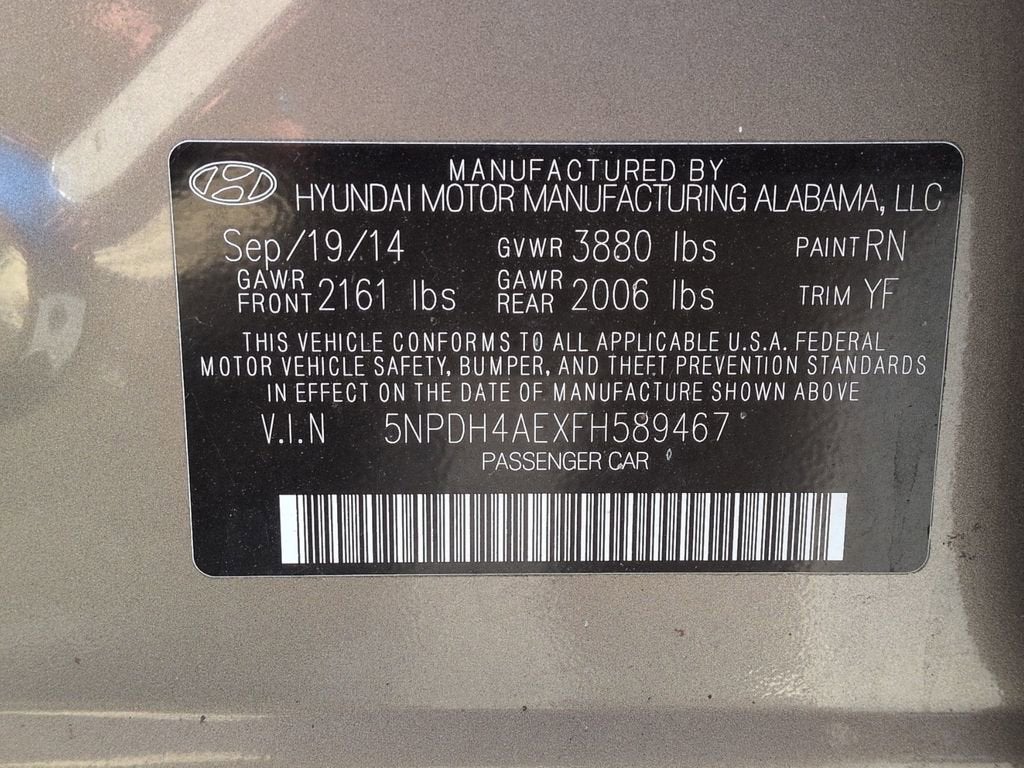 MANUFACTURED BY
HYUNDAI MOTOR MANUFACTURING ALABAMA, LLC
Sep/19/14 GVWR 3880 lbs PAINT RN
GAWR FRONT 2161 lbs GAWR REAR 2006 lbs TRIM YF
THIS VEHICLE CONFORMS TO ALL APPLICABLE U.S.A. FEDERAL
MOTOR VEHICLE SAFETY, BUMPER, AND THEFT PREVENTION STANDARDS
IN EFFECT ON THE DATE OF MANUFACTURE SHOWN ABOVE
V.I.N 5NPDH4AEXFH589467
PASSENGER CAR